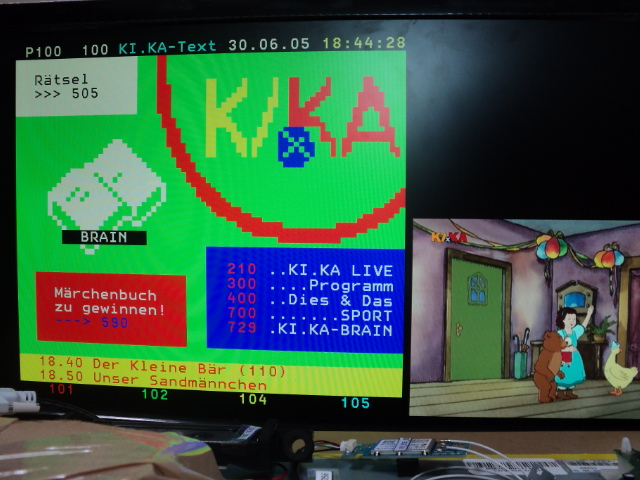 P100 100 KI.KA-Text 30.06.05 18:44:28
Rätsel
>>> 505
KI.KA
BRAIN
Märchenbuch
zu gewinnen!
---> 590
210 ..KI.KA LIVE
300 ....Programm
400 ..Dies & Das
700 .......SPORT
729 .KI.KA-BRAIN
18.40 Der Kleine Bär (110)
18.50 Unser Sandmännchen
101 102 104 105
KI.KA